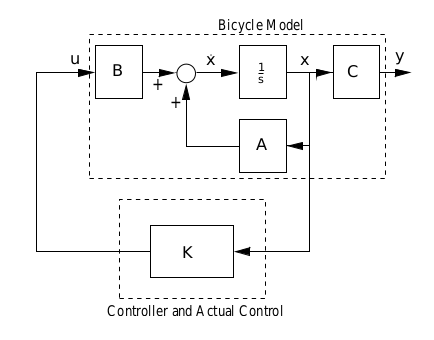 Bicycle Model
u
B
+
+
ẋ
1/s
x
C
y
A
K
Controller and Actual Control